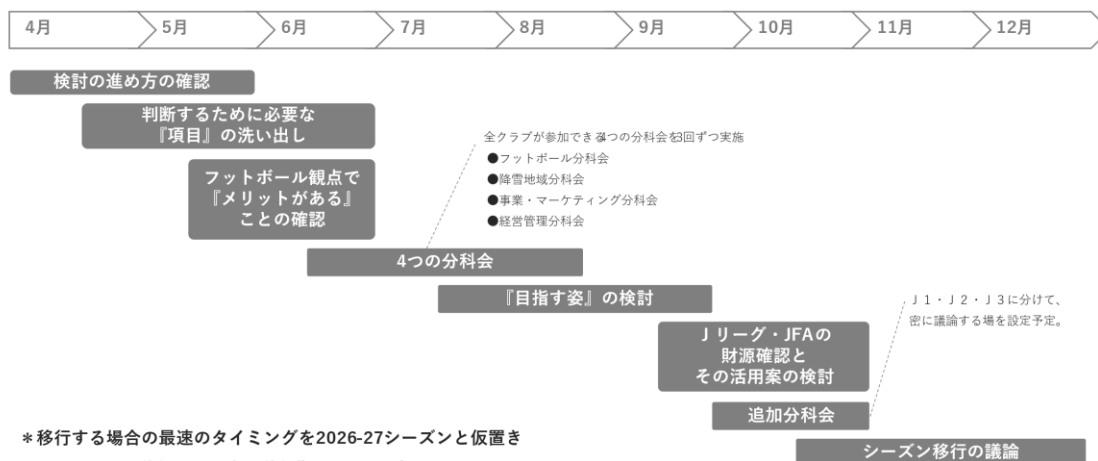 4月 5月 6月 7月 8月 9月 10月 11月 12月
検討の進め方の確認
判断するために必要な
『項目』の洗い出し
フットボール観点で
『メリットがある』
ことの確認
全クラブが参加できる4つの分科会を3回ずつ実施
●フットボール分科会
●降雪地域分科会
●事業・マーケティング分科会
●経営管理分科会
4つの分科会
『目指す姿』の検討
Jリーグ・JFAの
財源確認と
その活用案の検討
J1・J2・J3に分けて、
密に議論する場を設定予定。
追加分科会
シーズン移行の議論
＊移行する場合の最速のタイミングを2026-27シーズンと仮置き